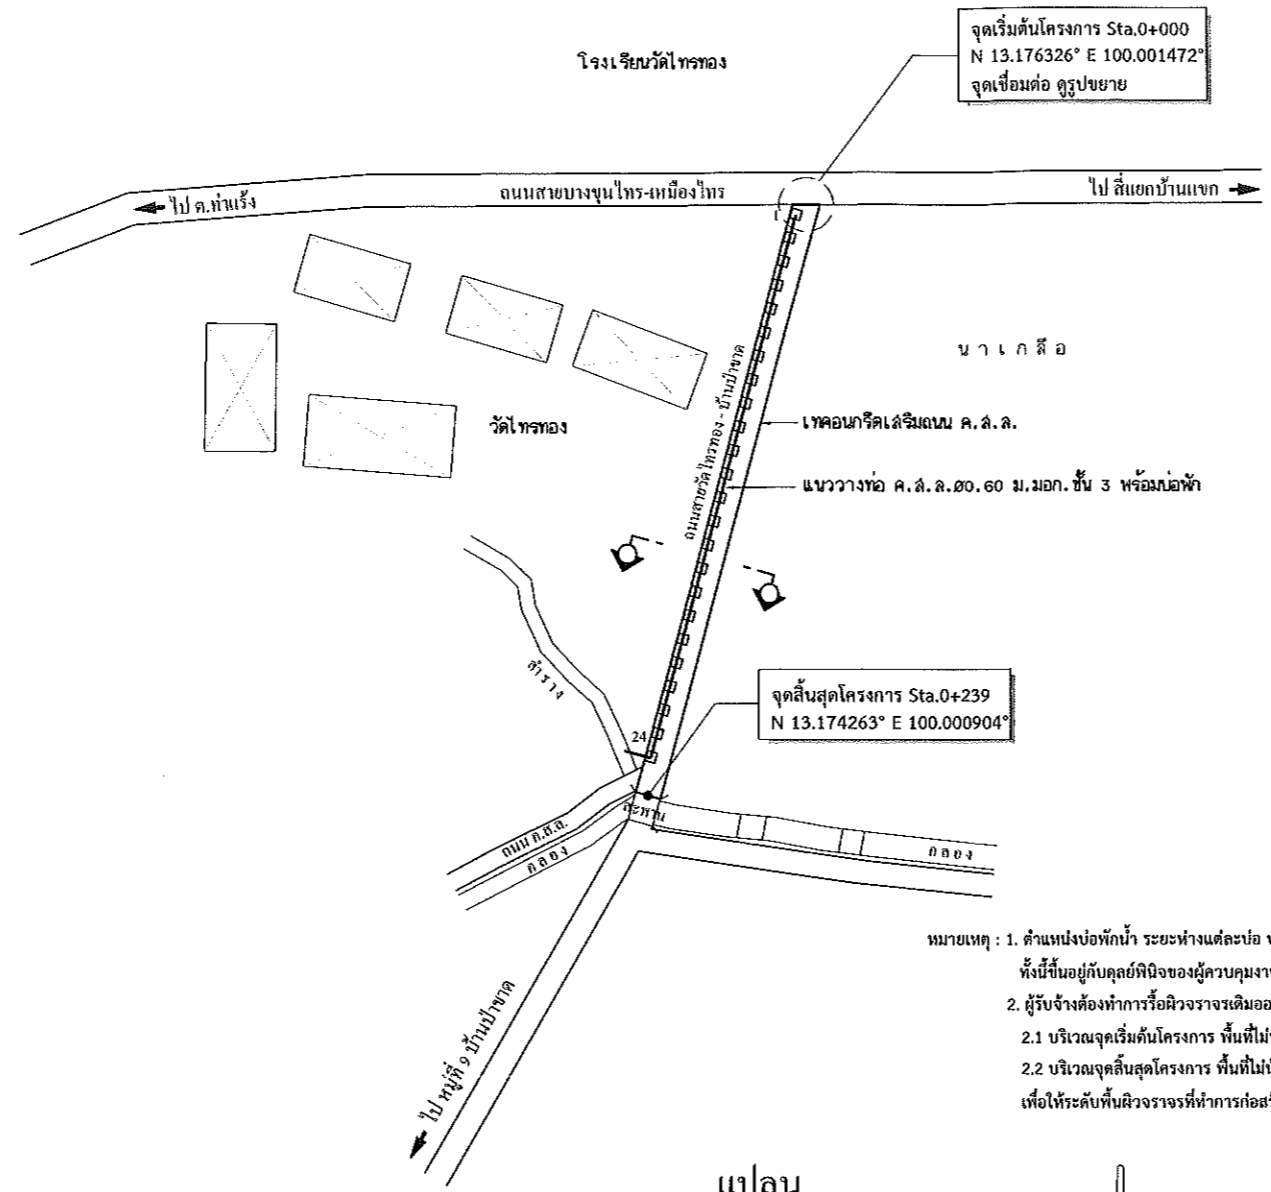 จุดเริ่มต้นโครงการ Sta.0+000
N 13.176326° E 100.001472°
จุดเชื่อมต่อ ดูรูปขยาย
โรงเรียนวัดไทรทอง
ไป ต.ท่าแร้ง
ถนนสายบางขุนไทร-เหมืองไทร
ไป สี่แยกบ้านแขก
1
นาเกลือ
ถนนสายวัดไทรทอง - บ้านป่าขาด
เทคอนกรีตเสริมถนน ค.ส.ล.
วัดไทรทอง
แนววางท่อ ค.ส.ล.Ø0.60 ม.มอก.ชั้น 3 พร้อมบ่อพัก
ลำราง
จุดสิ้นสุดโครงการ Sta.0+239
N 13.174263° E 100.000904°
24
สะพาน
ถนน ค.ส.ล.
คลอง
คลอง
หมายเหตุ : 1. ตำแหน่งบ่อพักน้ำ ระยะห่างแต่ละบ่อ
ทั้งนี้ขึ้นอยู่กับดุลย์พินิจของผู้ควบคุมงา
2. ผู้รับจ้างต้องทำการรื้อผิวจราจรเดิมออ
2.1 บริเวณจุดเริ่มต้นโครงการ พื้นที่ไม่
2.2 บริเวณจุดสิ้นสุดโครงการ พื้นที่ไม่
เพื่อให้ระดับพื้นผิวจราจรที่ทำการก่อส
ไป หมู่ที่ 9 บ้านป่าขาด
แปลน